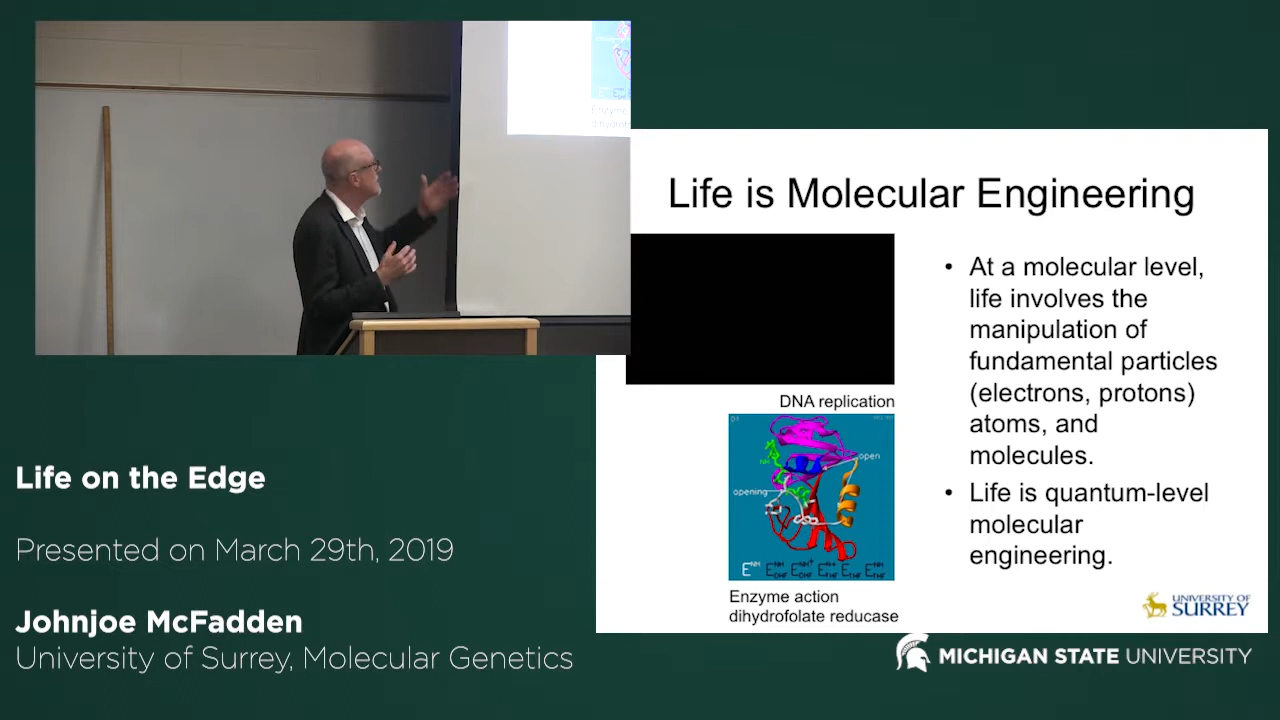 Enzyme
Life is Molecular Engineering
• At a molecular level,
life involves the
manipulation of
fundamental particles
(electrons, protons)
atoms, and
molecules.
• Life is quantum-level
molecular
engineering.
DNA replication
open
NH
opening
Enzyme action
dihydrofolate reducase
UNIVERSITY OF
SURREY
Life on the Edge
Presented on March 29th, 2019
Johnjoe McFadden
University of Surrey, Molecular Genetics
MICHIGAN STATE UNIVERSITY